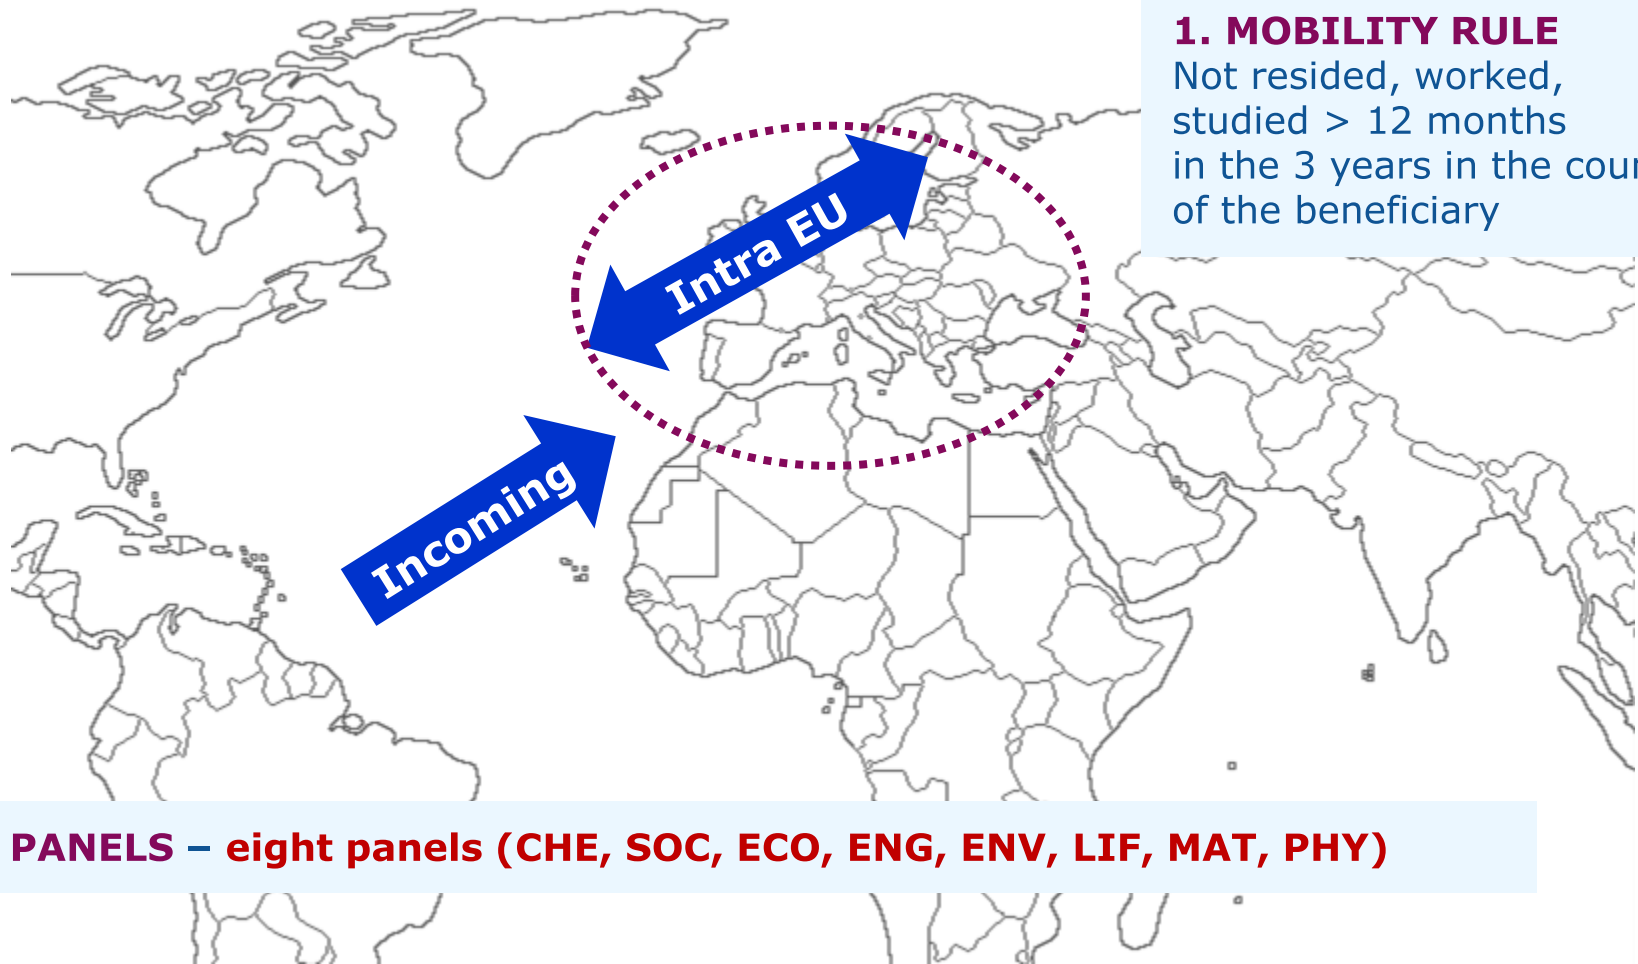 1. MOBILITY RULE
Not resided, worked,
studied > 12 months
in the 3 years in the
of the beneficiary
Intra EU
Incoming
PANELS – eight panels (CHE, SOC, ECO, ENG, ENV, LIF, MAT, PHY)